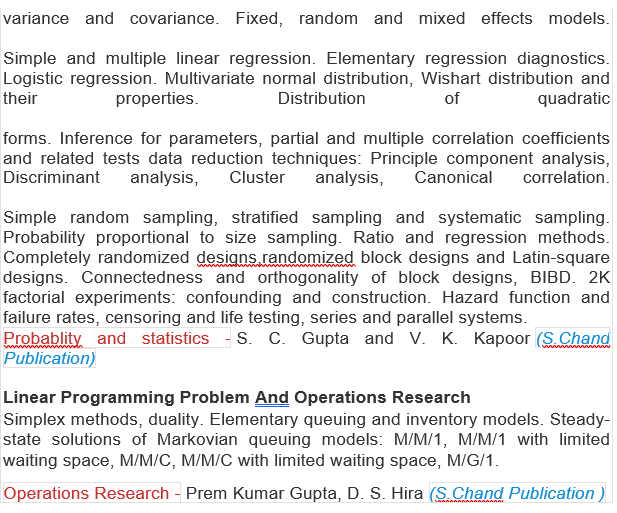 variance and covariance. Fixed, random and mixed effects models.
Simple and multiple linear regression. Elementary regression diagnostics.
Logistic regression. Multivariate normal distribution, Wishart distribution and
their properties. Distribution of quadratic
forms. Inference for parameters, partial and multiple correlation coefficients
and related tests data reduction techniques: Principle component analysis,
Discriminant analysis, Cluster analysis, Canonical correlation.
Simple random sampling, stratified sampling and systematic sampling.
Probability proportional to size sampling. Ratio and regression methods.
Completely randomized designs,randomized block designs and Latin-square
designs. Connectedness and orthogonality of block designs, BIBD. 2K
factorial experiments: confounding and construction. Hazard function and
failure rates, censoring and life testing, series and parallel systems.
Probablity and statistics - S. C. Gupta and V. K. Kapoor (S.Chand
Publication)
Linear Programming Problem And Operations Research
Simplex methods, duality. Elementary queuing and inventory models. Steady-
state solutions of Markovian queuing models: M/M/1, M/M/1 with limited
waiting space, M/M/C, M/M/C with limited waiting space, M/G/1.
Operations Research - Prem Kumar Gupta, D. S. Hira (S.Chand Publication )